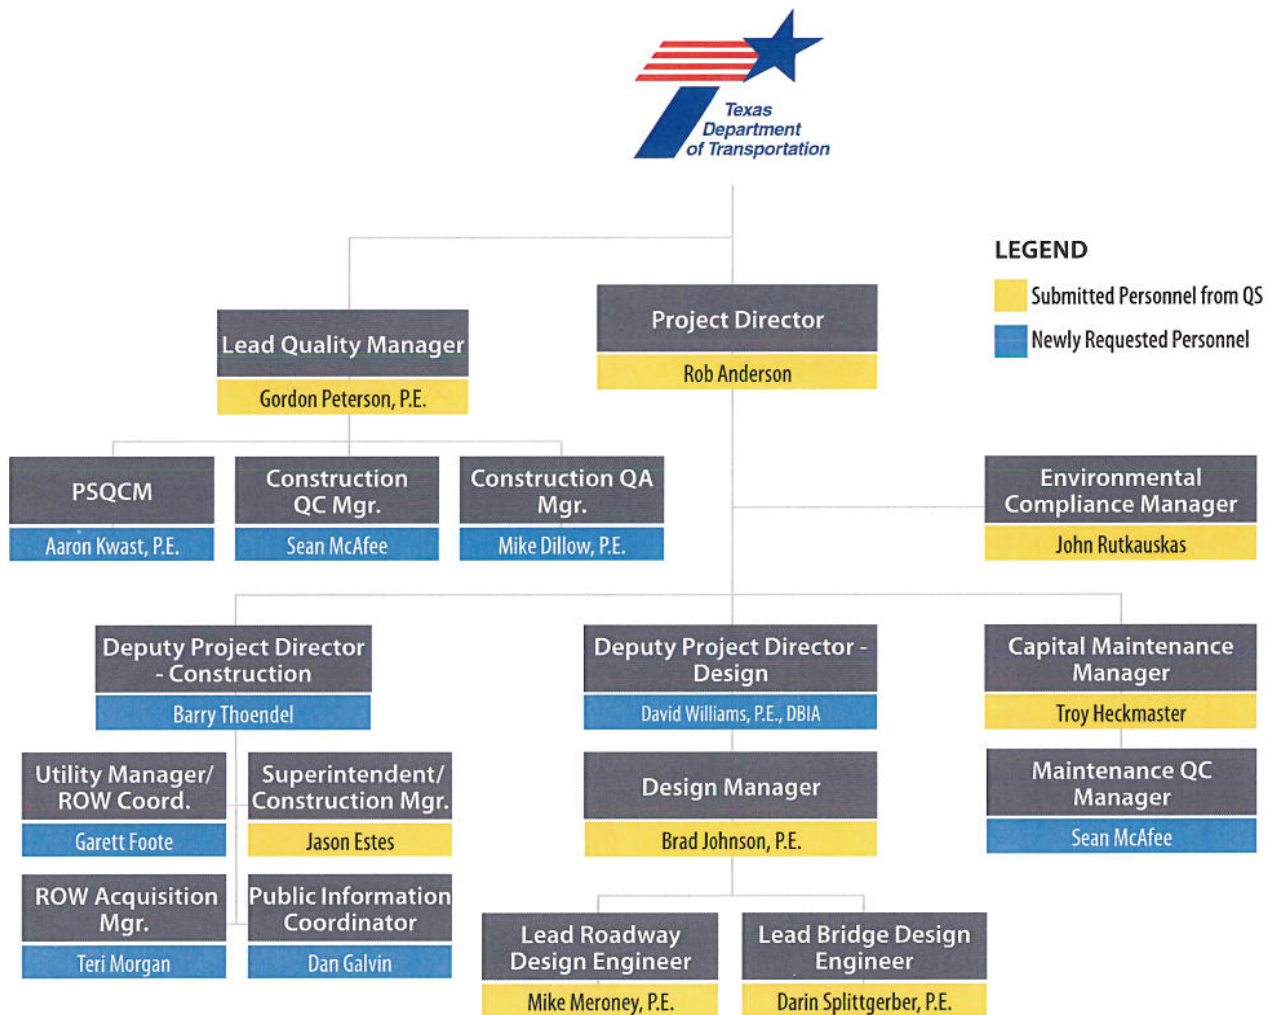 Texas
Department
of Transportation
LEGEND
Submitted Personnel from QS
Newly Requested Personnel
Project Director
Rob Anderson
Lead Quality Manager
Gordon Peterson, P.E.
PSQCM
Aaron Kwast, P.E.
Construction
QC Mgr.
Sean McAfee
Construction QA
Mgr.
Mike Dillow, P.E.
Environmental
Compliance Manager
John Rutkauskas
Deputy Project Director
- Construction
Barry Thoendel
Deputy Project Director -
Design
David Williams, P.E., DBIA
Capital Maintenance
Manager
Troy Heckmaster
Utility Manager/
ROW Coord.
Garett Foote
Superintendent/
Construction Mgr.
Jason Estes
Design Manager
Brad Johnson, P.E.
Maintenance QC
Manager
Sean McAfee
ROW Acquisition
Mgr.
Teri Morgan
Public Information
Coordinator
Dan Galvin
Lead Roadway
Design Engineer
Mike Meroney, P.E.
Lead Bridge Design
Engineer
Darin Splittgerber, P.E.